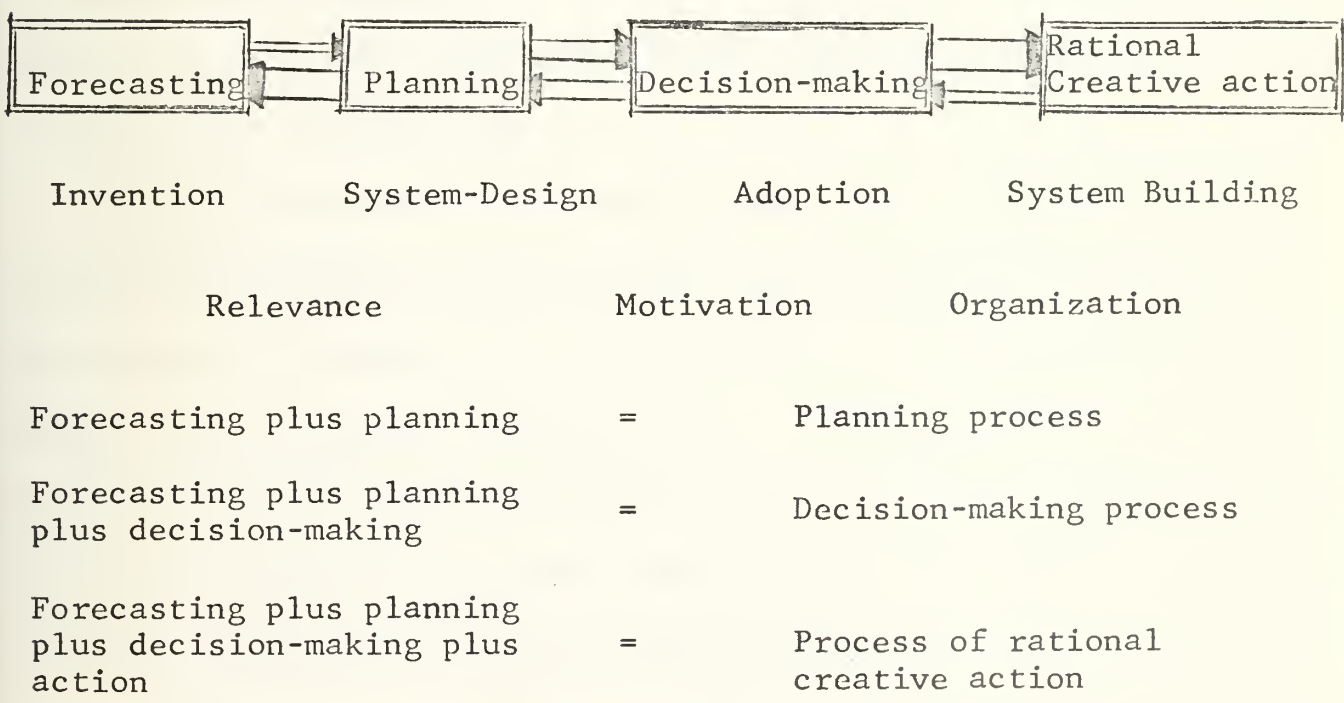 Forecasting Planning Decision-making Rational
Creative action
Invention System-Design Adoption System Building
Relevance Motivation Organization
Forecasting plus planning = Planning process
Forecasting plus planning
plus decision-making = Decision-making process
Forecasting plus planning
plus decision-making plus = Process of rational
action creative action